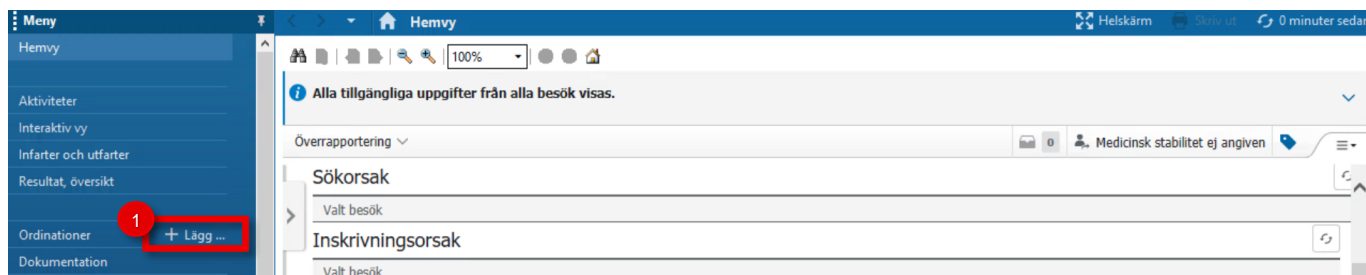 Meny
Hemvy
Helskärm
Skriv ut
0 minuter sedan
Hemvy
100%
Alla tillgängliga uppgifter från alla besök visas.
Aktiviteter
Interaktiv vy
Överrapportering
0
Medicinsk stabilitet ej angiven
Infarter och utfarter
Resultat, översikt
Sökorsak
Valt besök
1
Ordinationer
+ Lägg ...
Inskrivningsorsak
Dokumentation
Valt besök